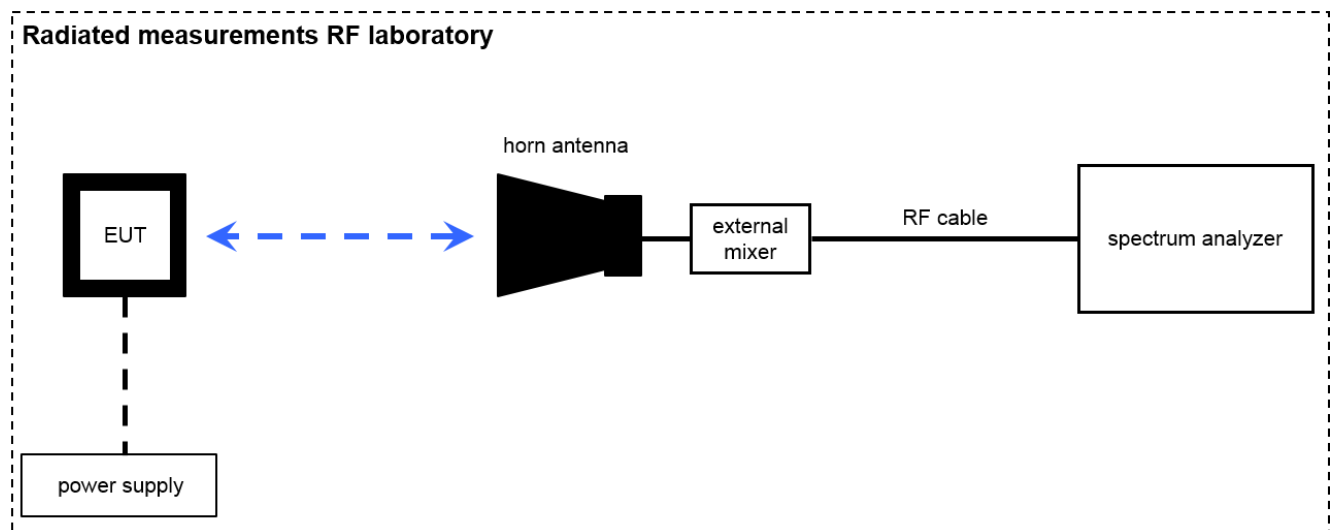 Radiated measurements RF laboratory
horn antenna
EUT
external
mixer
RF cable
spectrum analyzer
power supply